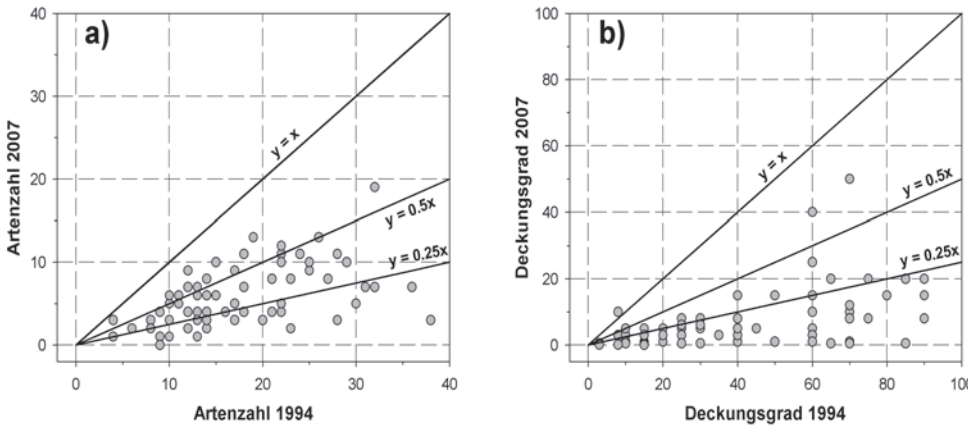 a)
40
30
20
10
0
Artenzahl 2007
y = x
y = 0.5x
y = 0.25x
0 10 20 30 40
Artenzahl 1994
b)
100
80
60
40
20
0
Deckungsgrad 2007
y = x
y = 0.5x
y = 0.25x
0 20 40 60 80 100
Deckungsgrad 1994